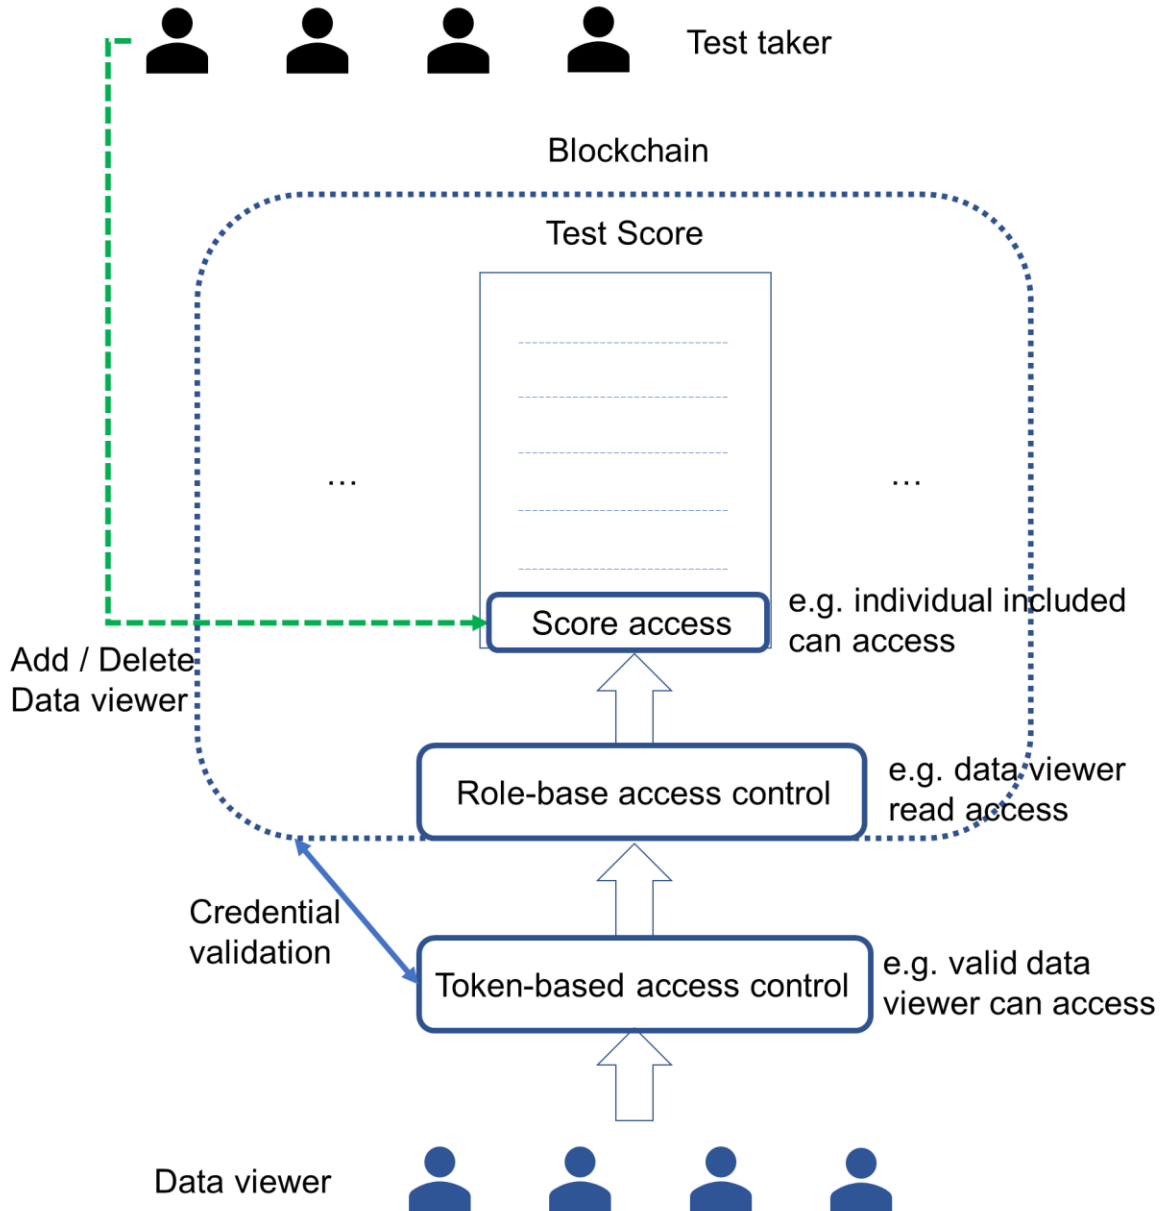 Test taker
Blockchain
Test Score
...
...
e.g. individual included
can access
Score access
Add / Delete
Data viewer
e.g. data viewer
read access
Role-base access control
Credential
validation
e.g. valid data
viewer can access
Token-based access control
Data viewer